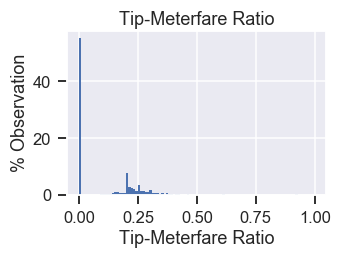 Tip-Meterfare Ratio
% Observation
40
20
0
0.00 0.25 0.50 0.75 1.00
Tip-Meterfare Ratio